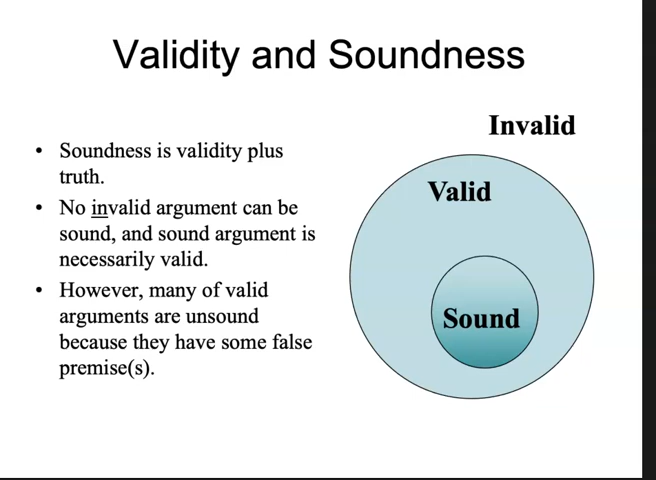 Validity and Soundness
• Soundness is validity plus
truth.
• No invalid argument can be
sound, and sound argument is
necessarily valid.
• However, many of valid
arguments are unsound
because they have some false
premise(s).
Invalid
Valid
Sound